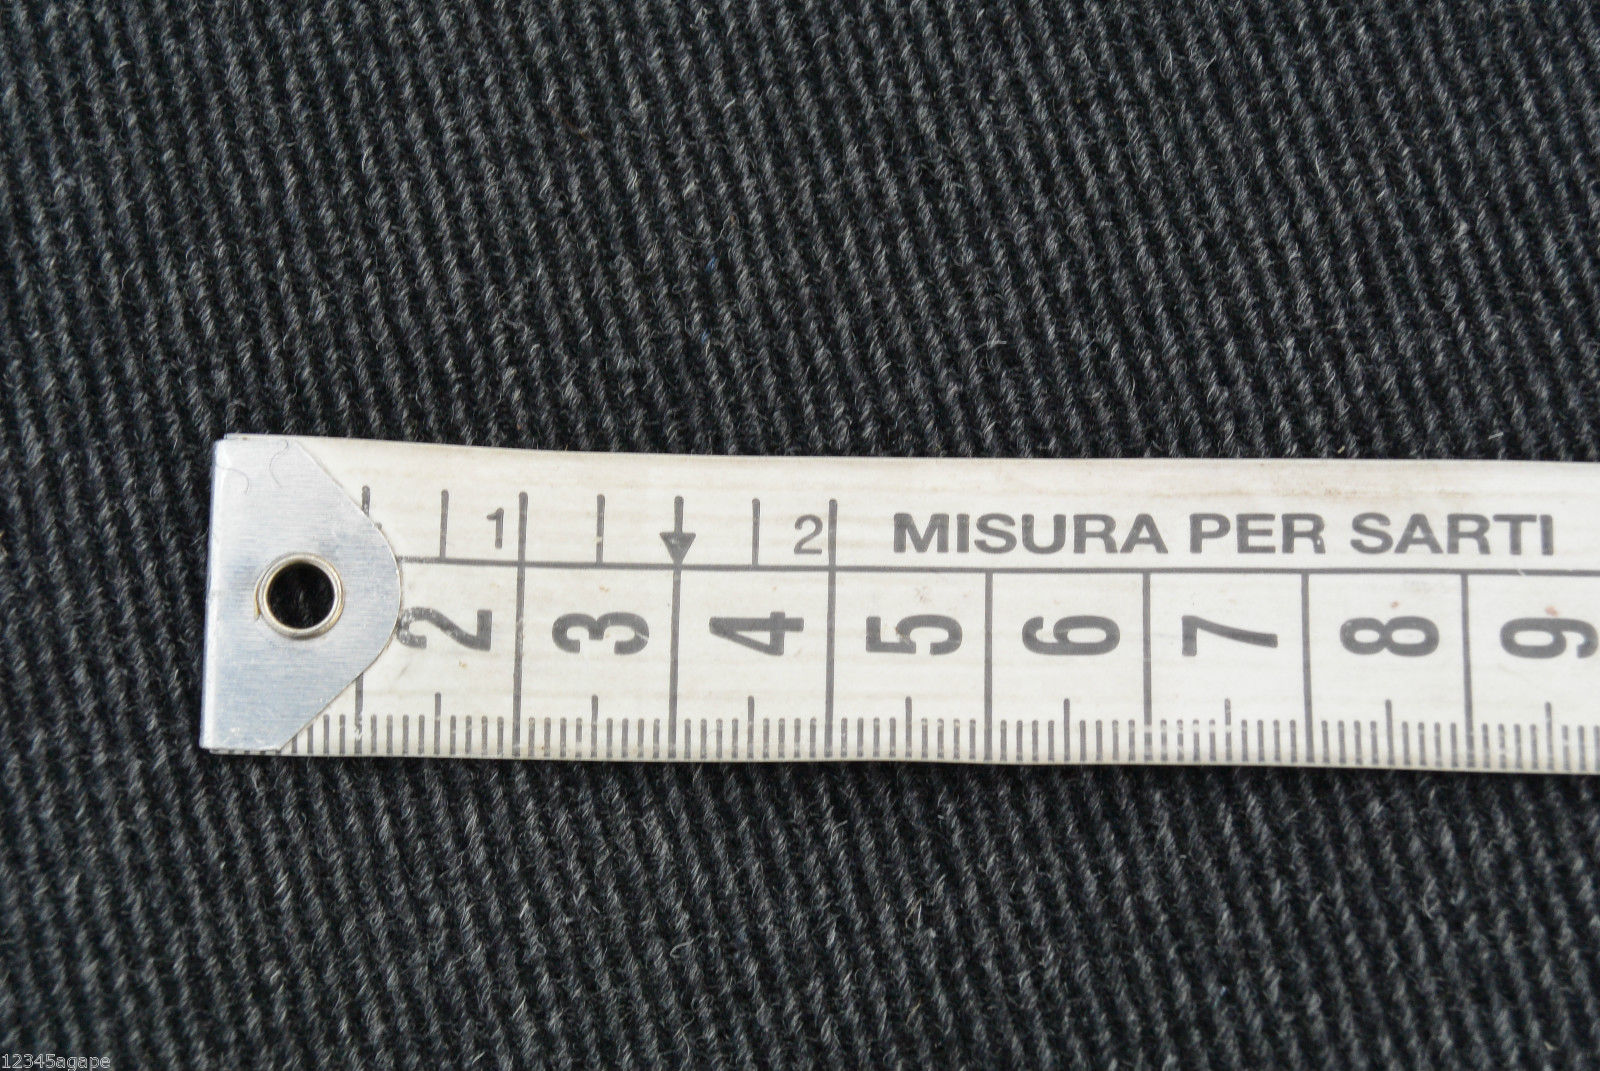 1 2 MISURA PER SARTI
2 3 4 5 6 7 8 9
12345agape